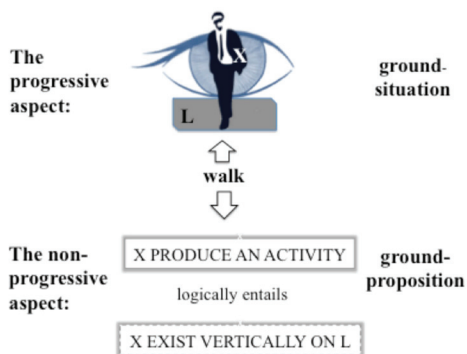 The
progressive
aspect:
X
L
ground-
situation
walk
The non-
progressive
aspect:
X PRODUCE AN ACTIVITY
logically entails
X EXIST VERTICALLY ON L
ground-
proposition